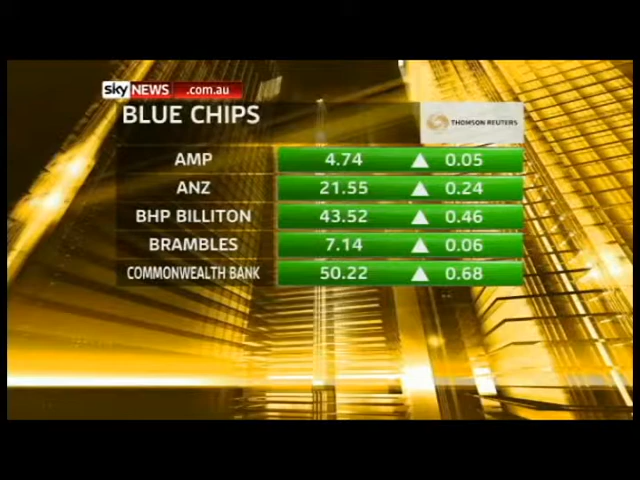 sky NEWS .com.au
BLUE CHIPS
THOMSON REUTERS
AMP 4.74 ▲ 0.05
ANZ 21.55 ▲ 0.24
BHP BILLITON 43.52 ▲ 0.46
BRAMBLES 7.14 ▲ 0.06
COMMONWEALTH BANK 50.22 ▲ 0.68